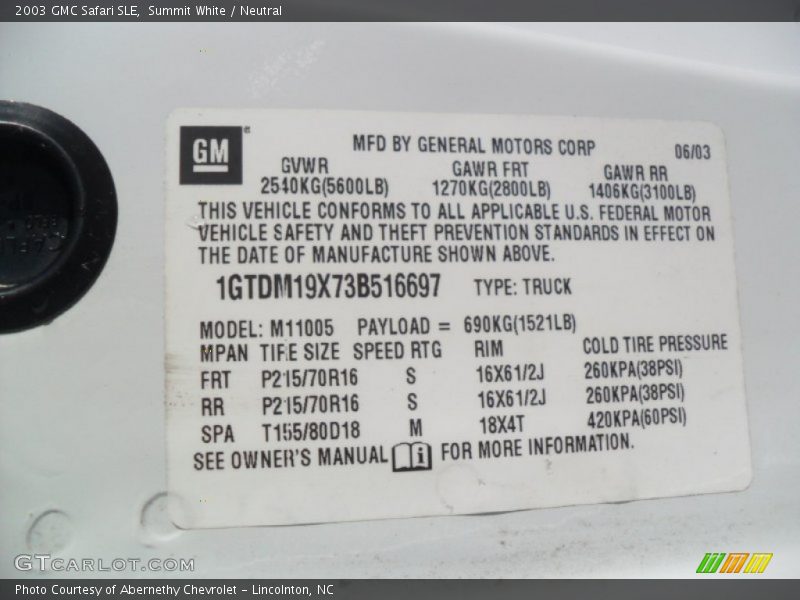 2003 GMC Safari SLE, Summit White / Neutral
GM
MFD BY GENERAL MOTORS CORP 06/03
GVWR GAWR FRT GAWR RR
2540KG(5600LB) 1270KG(2800LB) 1406KG(3100LB)
THIS VEHICLE CONFORMS TO ALL APPLICABLE U.S. FEDERAL MOTOR
VEHICLE SAFETY AND THEFT PREVENTION STANDARDS IN EFFECT ON
THE DATE OF MANUFACTURE SHOWN ABOVE.
1GTDM19X73B516697 TYPE: TRUCK
MODEL: M11005 PAYLOAD = 690KG(1521LB)
MPAN TIRE SIZE SPEED RTG RIM COLD TIRE PRESSURE
FRT P215/70R16 S 16X61/2J 260KPA(38PSI)
RR P215/70R16 S 16X61/2J 260KPA(38PSI)
SPA T155/80D18 M 18X4T 420KPA(60PSI)
SEE OWNER'S MANUAL i FOR MORE INFORMATION.
GTCARLOT.COM
Photo Courtesy of Abernethy Chevrolet – Lincolnton, NC